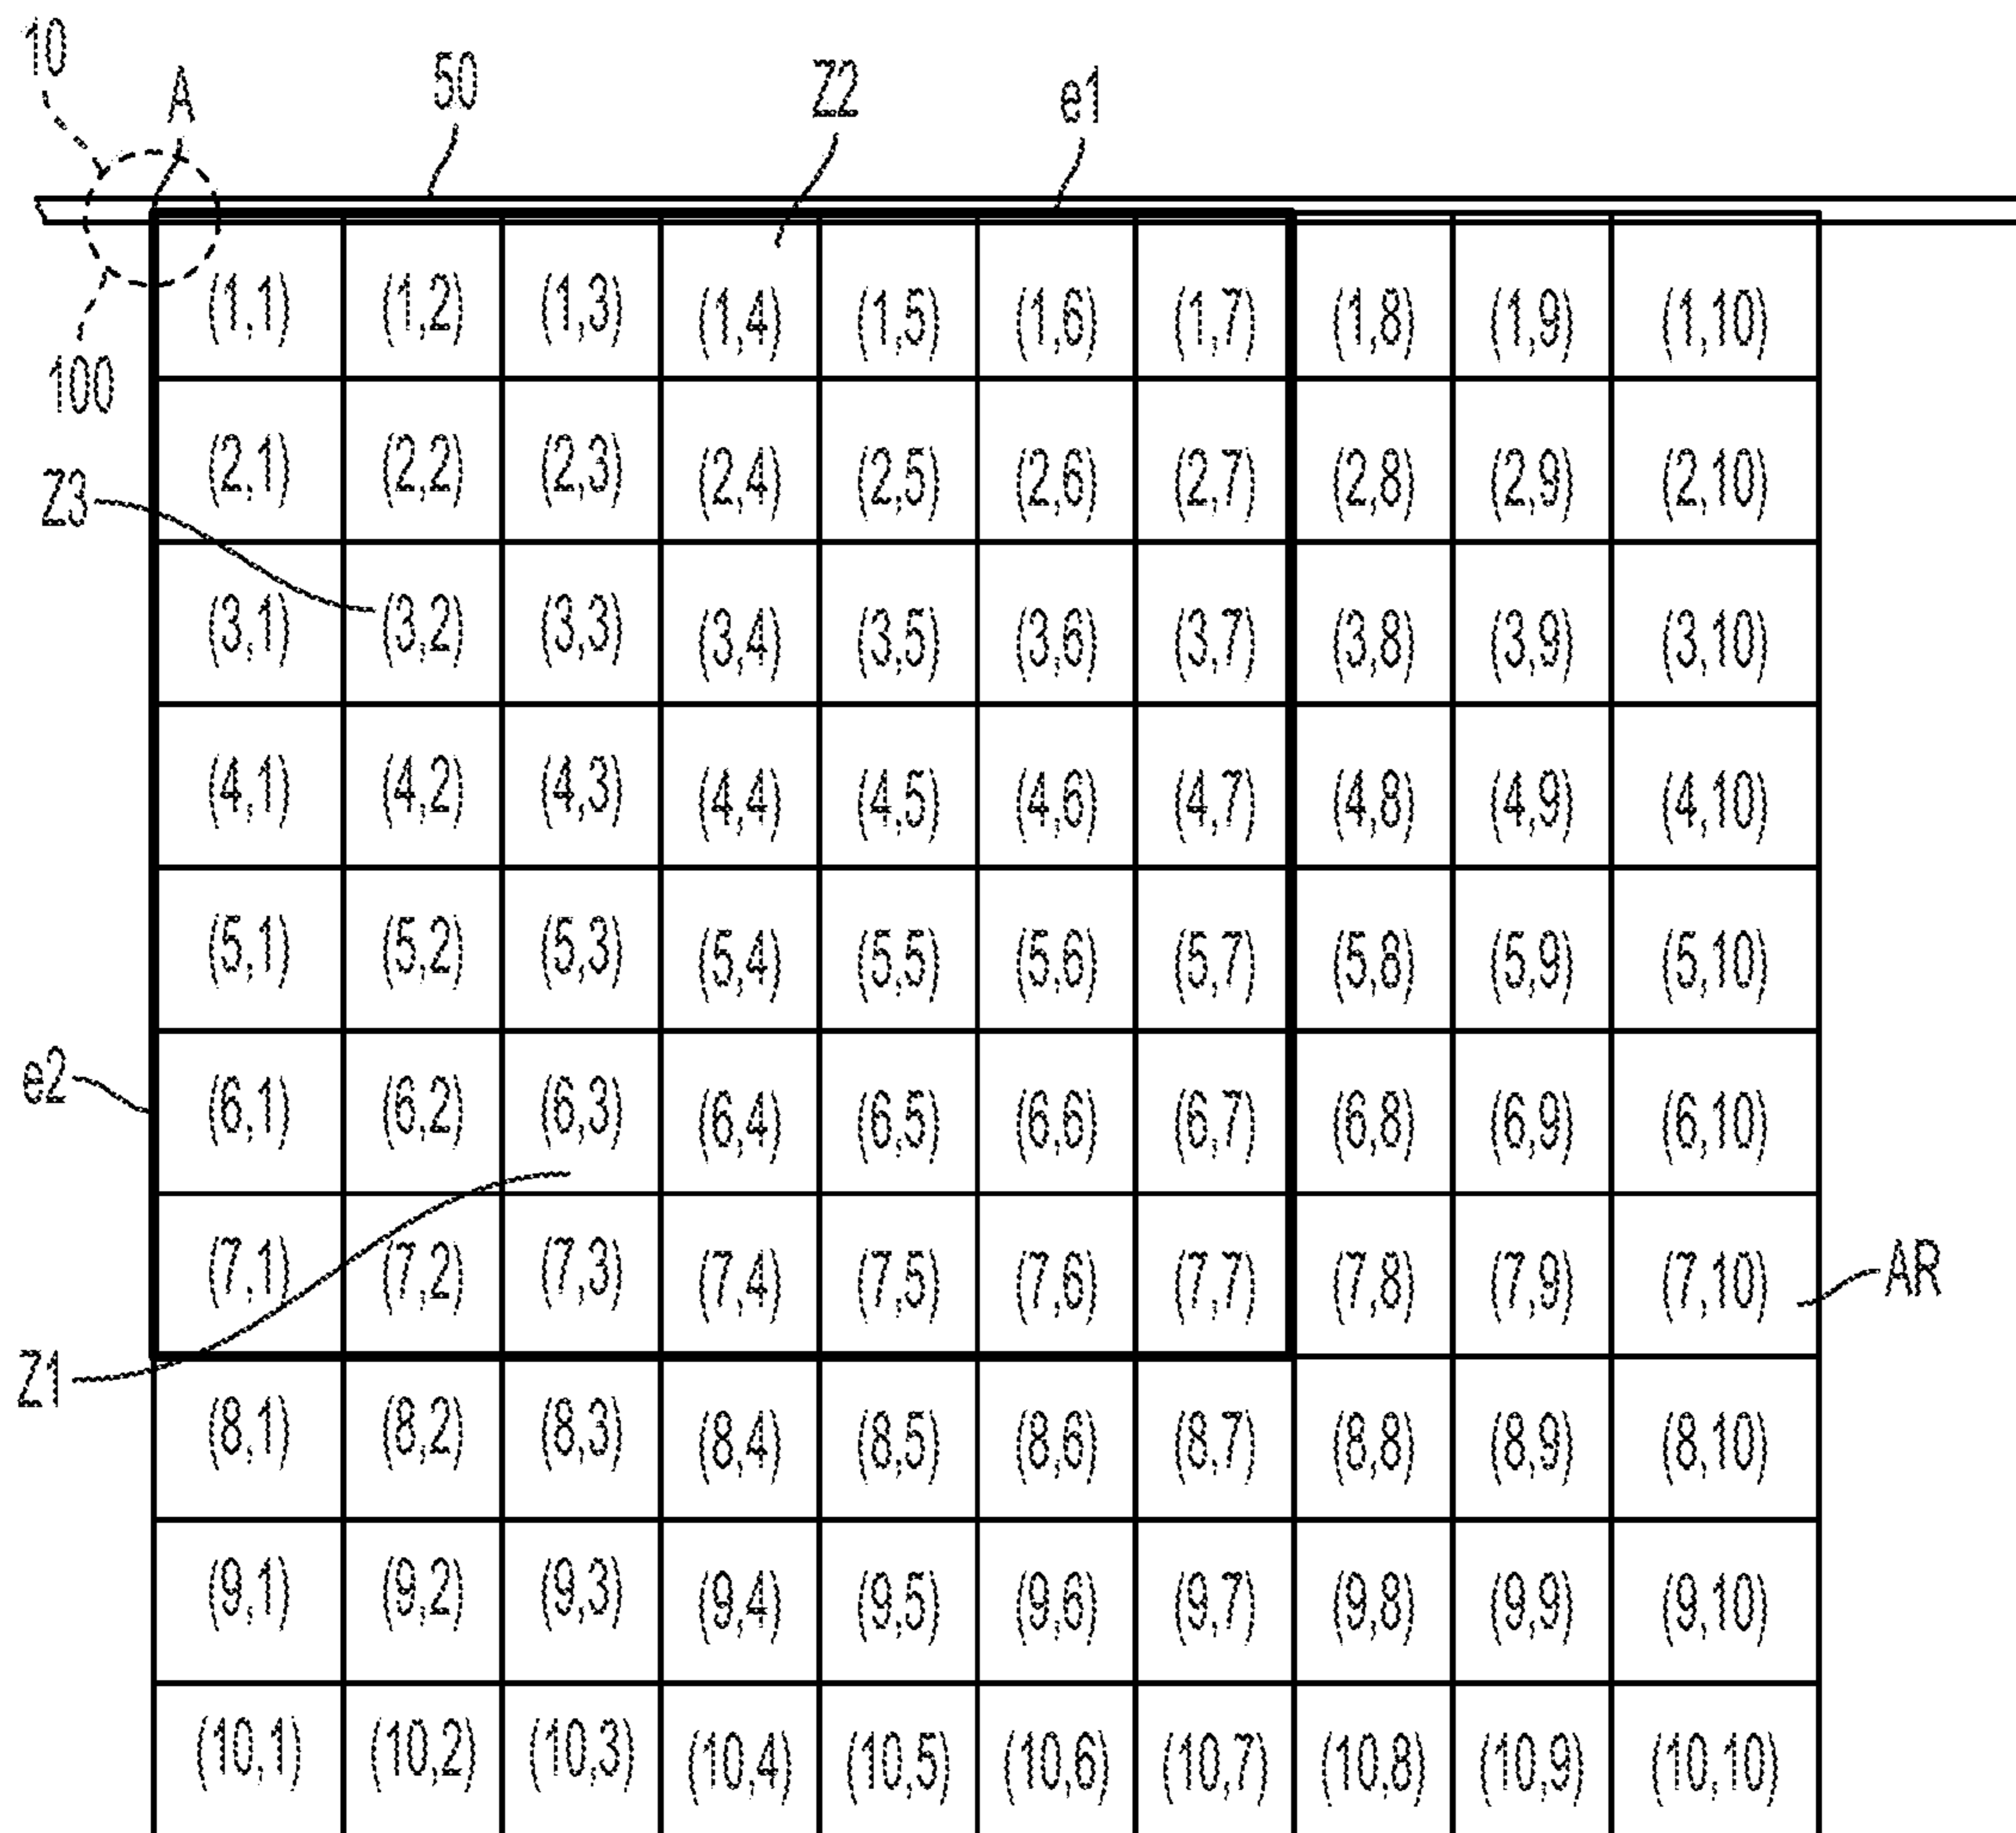 10
A
50
Z2
e1
(1,1) (1,2) (1,3) (1,4) (1,5) (1,6) (1,7) (1,8) (1,9) (1,10)
100
(2,1) (2,2) (2,3) (2,4) (2,5) (2,6) (2,7) (2,8) (2,9) (2,10)
Z3
(3,1) (3,2) (3,3) (3,4) (3,5) (3,6) (3,7) (3,8) (3,9) (3,10)
(4,1) (4,2) (4,3) (4,4) (4,5) (4,6) (4,7) (4,8) (4,9) (4,10)
(5,1) (5,2) (5,3) (5,4) (5,5) (5,6) (5,7) (5,8) (5,9) (5,10)
e2
(6,1) (6,2) (6,3) (6,4) (6,5) (6,6) (6,7) (6,8) (6,9) (6,10)
(7,1) (7,2) (7,3) (7,4) (7,5) (7,6) (7,7) (7,8) (7,9) (7,10)
AR
Z1
(8,1) (8,2) (8,3) (8,4) (8,5) (8,6) (8,7) (8,8) (8,9) (8,10)
(9,1) (9,2) (9,3) (9,4) (9,5) (9,6) (9,7) (9,8) (9,9) (9,10)
(10,1) (10,2) (10,3) (10,4) (10,5) (10,6) (10,7) (10,8) (10,9) (10,10)